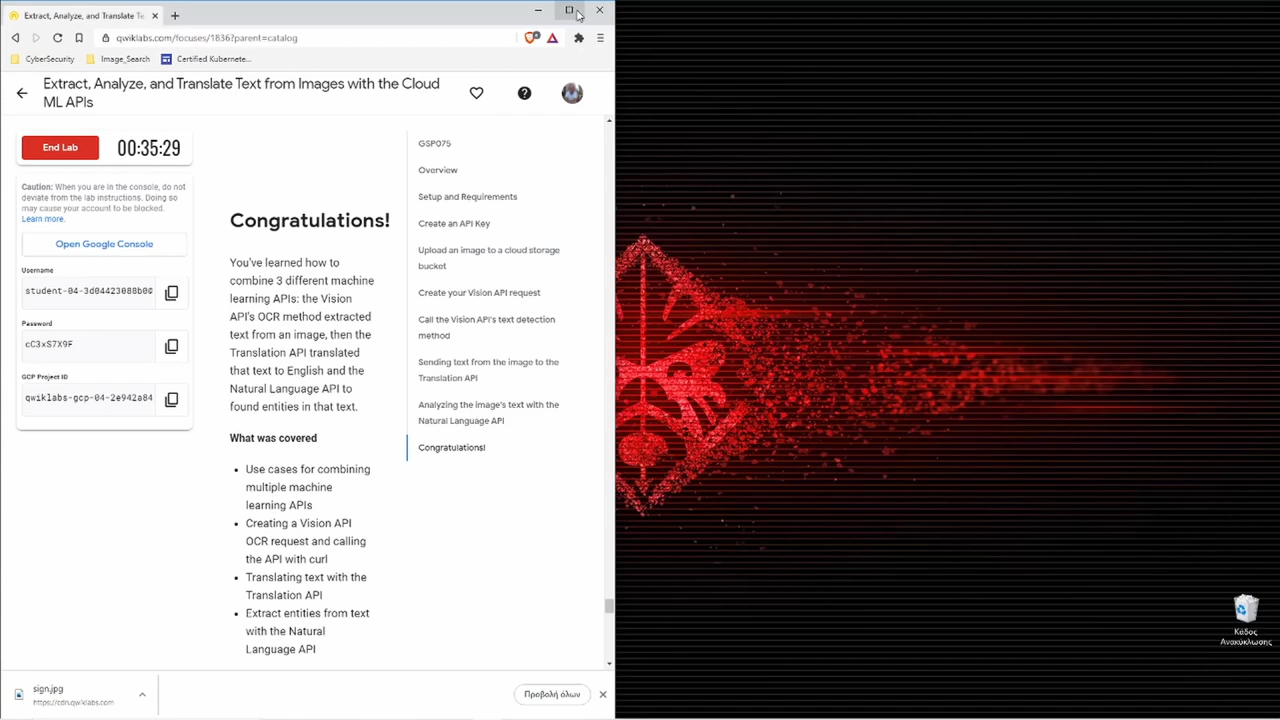 Extract, Analyze, and Translate Te
qwiklabs.com/focuses/1836?parent=catalog
CyberSecurity
Image_Search
Certified Kubernete...
Extract, Analyze, and Translate Text from Images with the Cloud
ML APIs
End Lab
00:35:29
Caution: When you are in the console, do not
deviate from the lab instructions. Doing so
may cause your account to be blocked.
Learn more.
Open Google Console
Username
student-04-3d04423088b0@
Password
cC3xS7X9F
GCP Project ID
qwiklabs-gcp-04-2e942a84
Congratulations!
You've learned how to
combine 3 different machine
learning APIs: the Vision
API's OCR method extracted
text from an image, then the
Translation API translated
that text to English and the
Natural Language API to
found entities in that text.
What was covered
• Use cases for combining
multiple machine
learning APIs
• Creating a Vision API
OCR request and calling
the API with curl
• Translating text with the
Translation API
• Extract entities from text
with the Natural
Language API
GSP075
Overview
Setup and Requirements
Create an API Key
Upload an image to a cloud storage
bucket
Create your Vision API request
Call the Vision API's text detection
method
Sending text from the image to the
Translation API
Analyzing the image's text with the
Natural Language API
Congratulations!
sign.jpg
https://cdn.qwiklabs.com
Προβολή όλων
Κάδος
Ανακύκλωσης